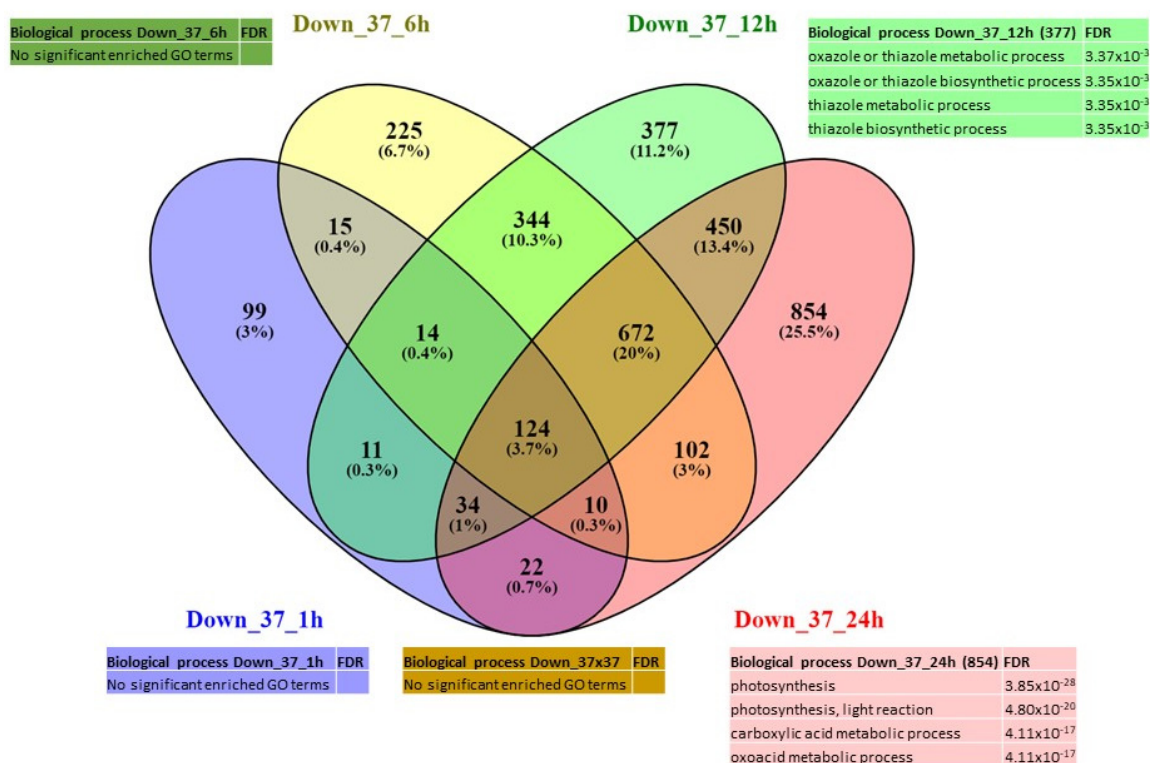 Biological process Down_37_6h FDR
No significant enriched GO terms
Down_37_6h
Down_37_12h
Biological process Down_37_12h (377) FDR
oxazole or thiazole metabolic process 3.37x10⁻³
oxazole or thiazole biosynthetic process 3.35x10⁻³
thiazole metabolic process 3.35x10⁻³
thiazole biosynthetic process 3.35x10⁻³
225
(6.7%)
377
(11.2%)
15
(0.4%)
344
(10.3%)
450
(13.4%)
99
(3%)
14
(0.4%)
672
(20%)
854
(25.5%)
124
(3.7%)
11
(0.3%)
102
(3%)
34
(1%)
10
(0.3%)
22
(0.7%)
Down_37_1h
Down_37_24h
Biological process Down_37_1h FDR
No significant enriched GO terms
Biological process Down_37x37 FDR
No significant enriched GO terms
Biological process Down_37_24h (854) FDR
photosynthesis 3.85x10⁻²⁸
photosynthesis, light reaction 4.80x10⁻²⁰
carboxylic acid metabolic process 4.11x10⁻¹⁷
oxoacid metabolic process 4.11x10⁻¹⁷